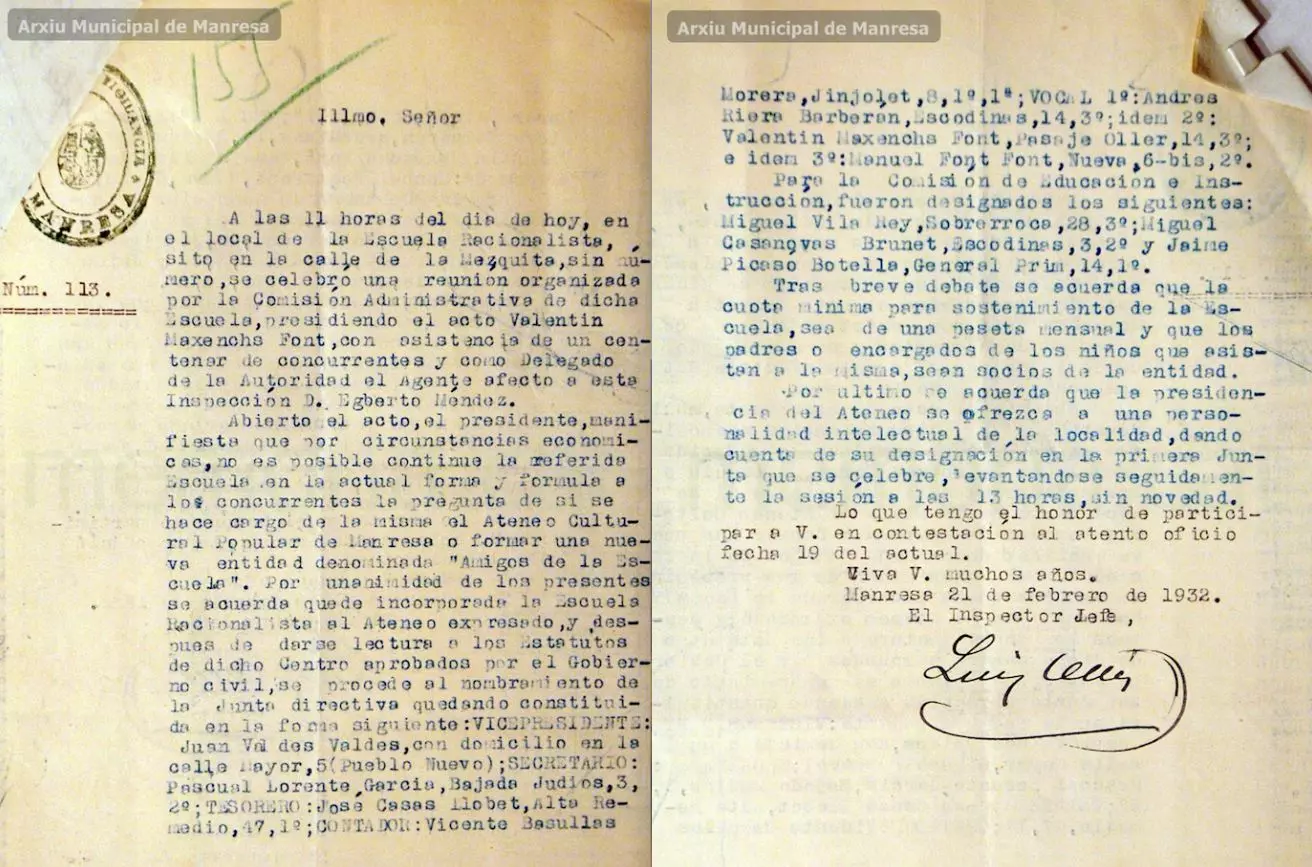 Arxiu Municipal de Manresa
153
Illmo. Señor
VIGILANCIA
MANRESA
Núm. 113.
A las 11 horas del dia de hoy, en
el local de la Escuela Racionalista,
sito en la calle de la Mezquita,sin nu-
mero,se celebro una reunion organizada
por la Comisión Administrativa de dicha
Escuela,presidiendo el acto Valentin
Maxenchs Font,con asistencia de un cen-
tenar de concurrentes y como Delegado
de la Autoridad el Agente afecto a esta
Inspección D. Egberto Méndez.
Abierto el acto,el presidente,mani-
fiesta que por circunstancias economi-
cas,no es posible continue la referida
Escuela en la actual forma y formula a
los concurrentes la pregunta de si se
hace cargo de la misma el Ateneo Cultu-
ral Popular de Manresa o formar una nue-
va entidad denominada "Amigos de la Es-
cuela". Por unanimidad de los presentes
se acuerda quede incorporada la Escuela
Racionalista al Ateneo expresado,y des-
pues de darse lectura a los Estatutos
de dicho Centro aprobados por el Gobier-
no civil,se procede al nombramiento de
la Junta directiva quedando constitui-
da en la forma siguiente:VICEPRESIDENTE:
Juan Val des Valdes,con domicilio en la
calle Mayor,5(Pueblo Nuevo);SECRETARIO:
Pascual Lorente Garcia,Bajada Judios,3,
2º;TESORERO:José Casas Llobet,Alta Re-
medio,47,1º;CONTADOR:Vicente Basullas
Arxiu Municipal de Manresa
Morera,Jinjolet,8,1º,1ª;VOCAL 1º:Andres
Riera Barberan,Escodinas,14,3º;idem 2º:
Valentin Maxenchs Font,Pasaje Oller,14,3º;
e idem 3º:Manuel Font Font,Nueva,6-bis,2º.
Para la Comision de Educacion e Ins-
trucción,fueron designados los siguientes:
Miguel Vila Rey,Sobrerroca,28,3º;Miguel
Casanovas Brunet,Escodines,3,2º y Jaime
Picaso Botella,General Prim,14,1º.
Tras breve debate se acuerda que la
cuota minima para sostenimiento de la Es-
cuela,sea de una peseta mensual y que los
padres o encargados de los niños que asis-
tan a la misma,sean socios de la entidad.
Por ultimo se acuerda que la presiden-
cia del Ateneo se ofrezca a una perso-
nalidad intelectual de la localidad,dando
cuenta de su designación en la primera Jun-
ta que se celebre,levantandose seguidamen-
te la sesión a las 13 horas,sin novedad.
Lo que tengo el honor de partici-
par a V. en contestación al atento oficio
fecha 19 del actual.
Viva V. muchos años.
Manresa 21 de febrero de 1932.
El Inspector Jefe,
Luis